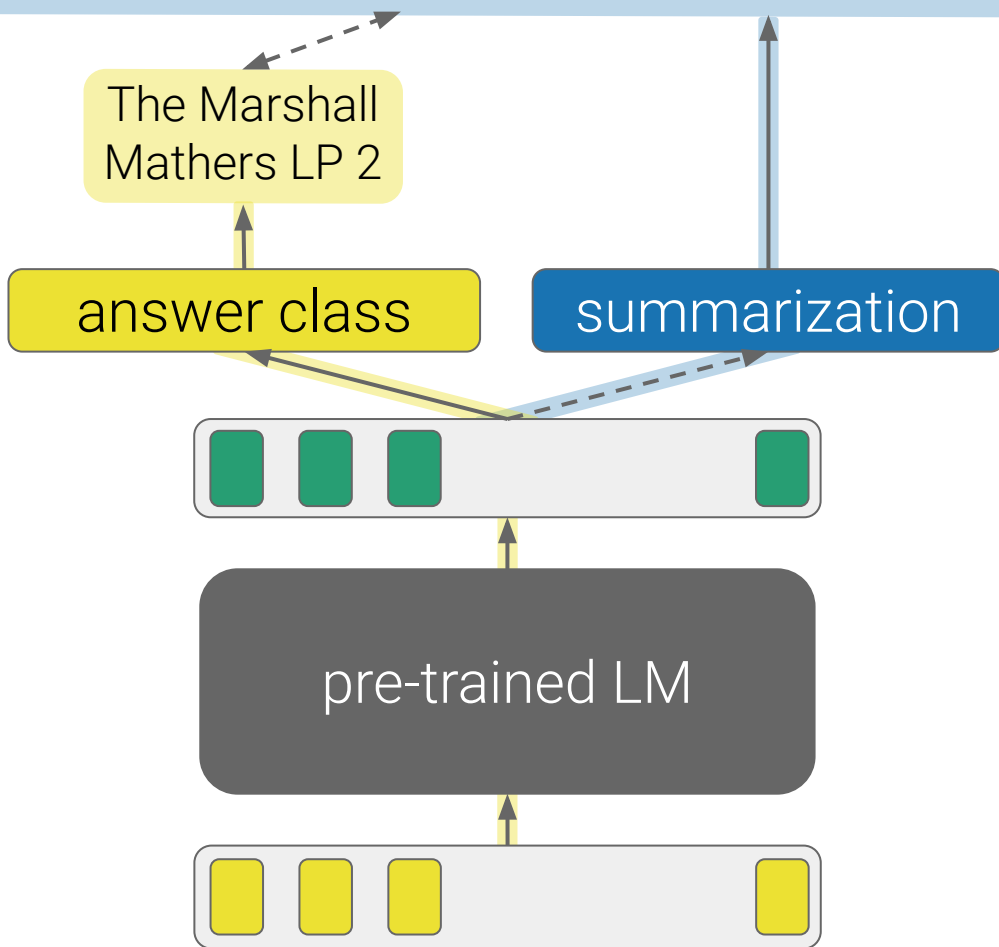 The Marshall
Mathers LP 2
answer class
summarization
pre-trained LM